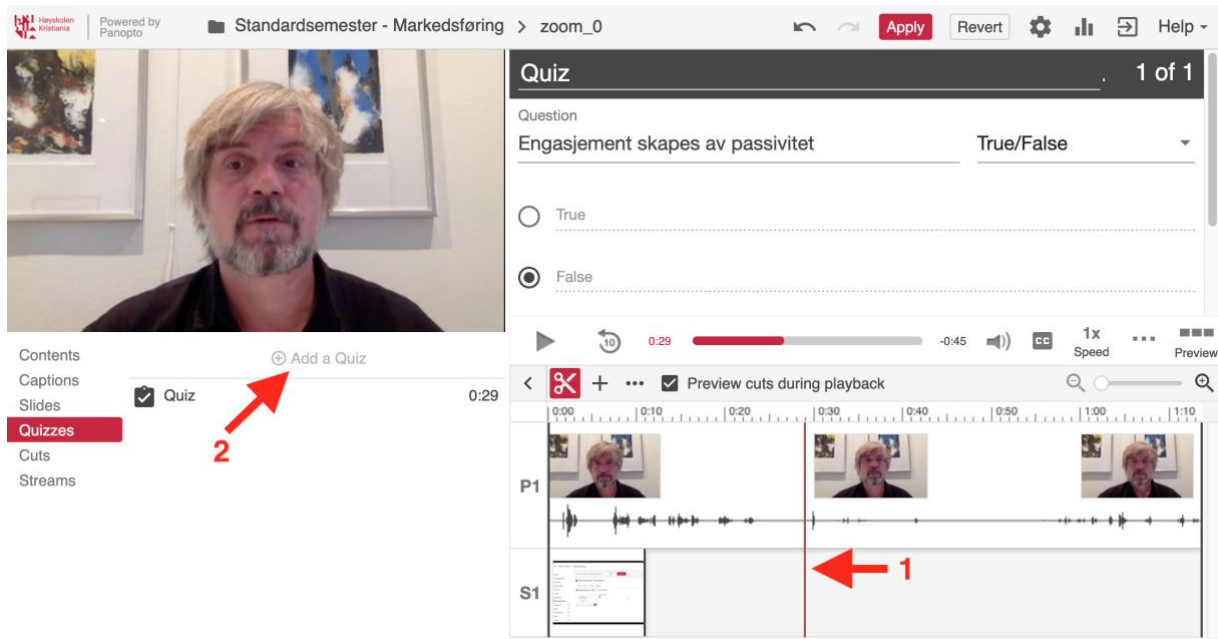 Høyskolen
Kristiania
Powered by
Panopto
Standardsemester - Markedsføring > zoom_0
Apply
Revert
Help
Quiz
. 1 of 1
Question
Engasjement skapes av passivitet
True/False
True
False
10
0:29
-0:45
CC
1x
Speed
Preview
Contents
Captions
Slides
Quizzes
Cuts
Streams
Add a Quiz
Quiz
0:29
2
Preview cuts during playback
0:00 0:10 0:20 0:30 0:40 0:50 1:00 1:10
P1
1
S1